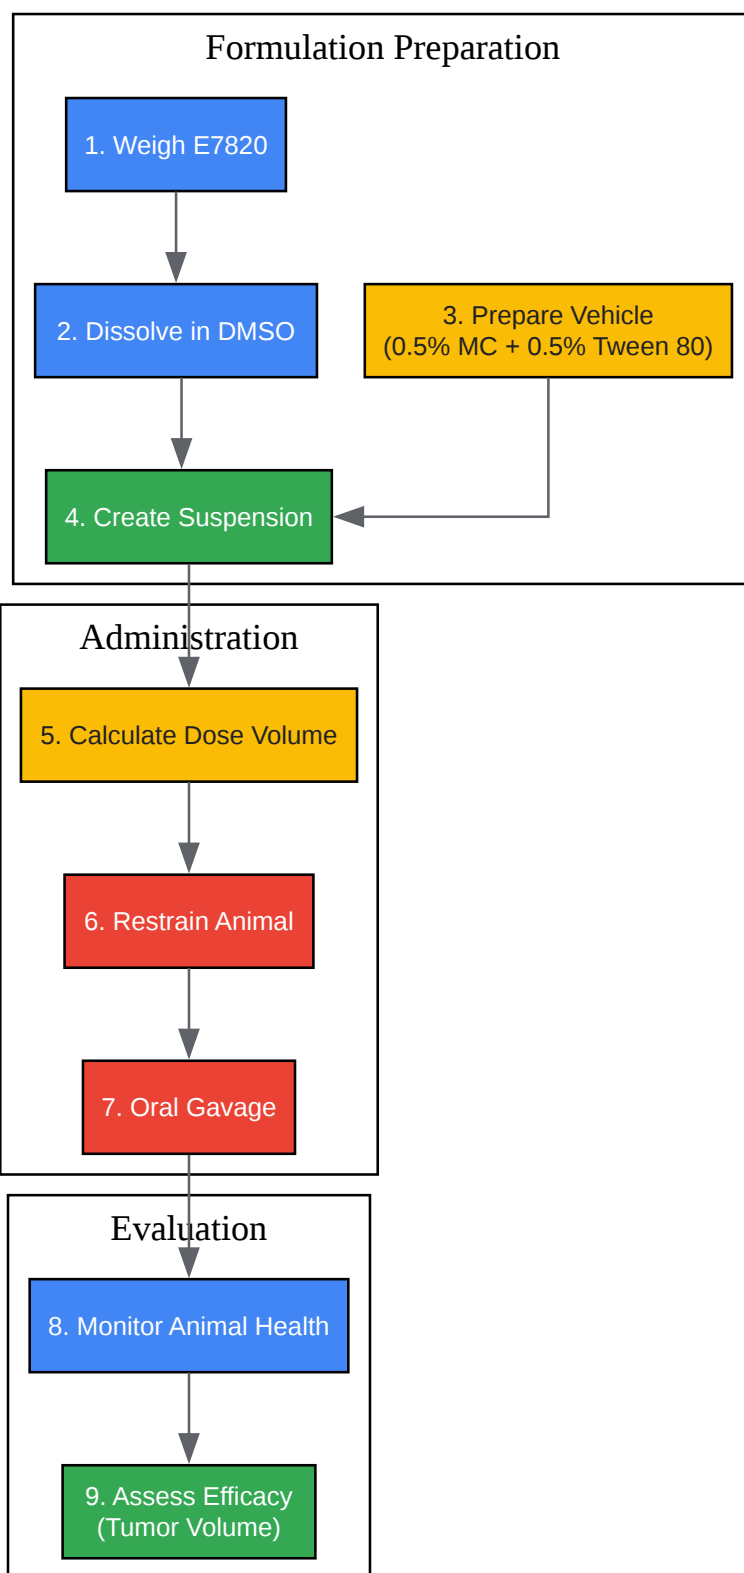 Formulation Preparation
1. Weigh E7820
2. Dissolve in DMSO
3. Prepare Vehicle
(0.5% MC + 0.5% Tween 80)
4. Create Suspension
Administration
5. Calculate Dose Volume
6. Restrain Animal
7. Oral Gavage
Evaluation
8. Monitor Animal Health
9. Assess Efficacy
(Tumor Volume)